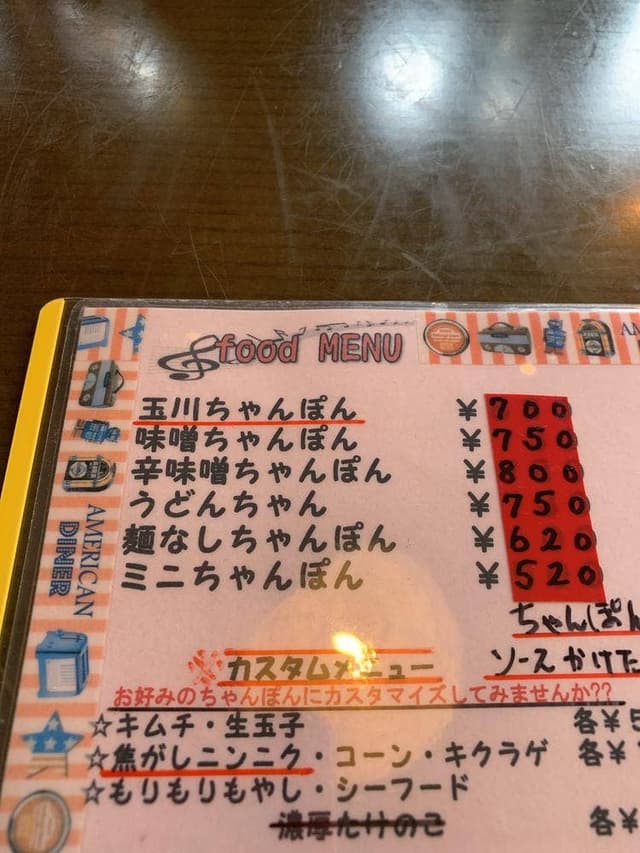 food MENU
玉川ちゃんぽん ¥700
味噌ちゃんぽん ¥750
辛味噌ちゃんぽん ¥800
うどんちゃん ¥750
麺なしちゃんぽん ¥620
ミニちゃんぽん ¥520
ちゃんぽん
ソースかけた
カスタムメニュー
お好みのちゃんぽんにカスタマイズしてみませんか??
☆キムチ・生玉子 各¥5
☆焦がしニンニク・コーン・キクラゲ 各¥
☆もりもりもやし・シーフード
濃厚たけのこ 各¥
AMERICAN
DINER